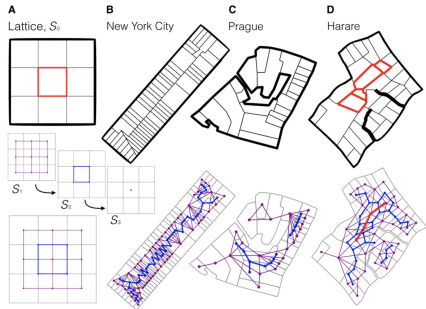 A
B
C
D
Lattice, S₀
New York City
Prague
Harare
S₁
S₂
S₃